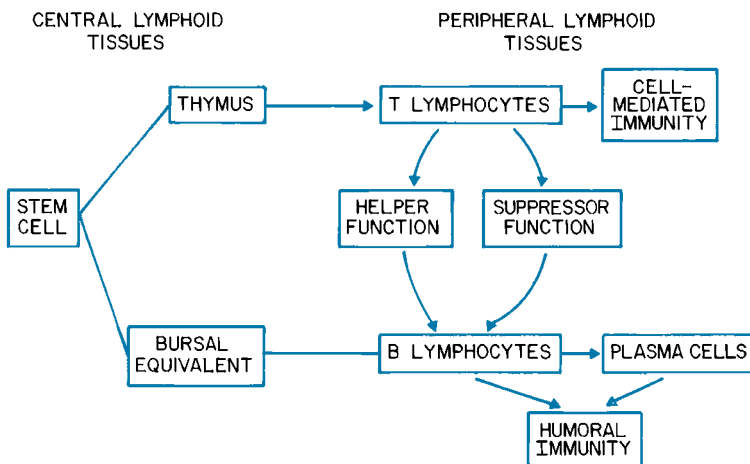 CENTRAL LYMPHOID
TISSUES
PERIPHERAL LYMPHOID
TISSUES
THYMUS
T LYMPHOCYTES
CELL-
MEDIATED
IMMUNITY
STEM
CELL
HELPER
FUNCTION
SUPPRESSOR
FUNCTION
BURSAL
EQUIVALENT
B LYMPHOCYTES
PLASMA CELLS
HUMORAL
IMMUNITY